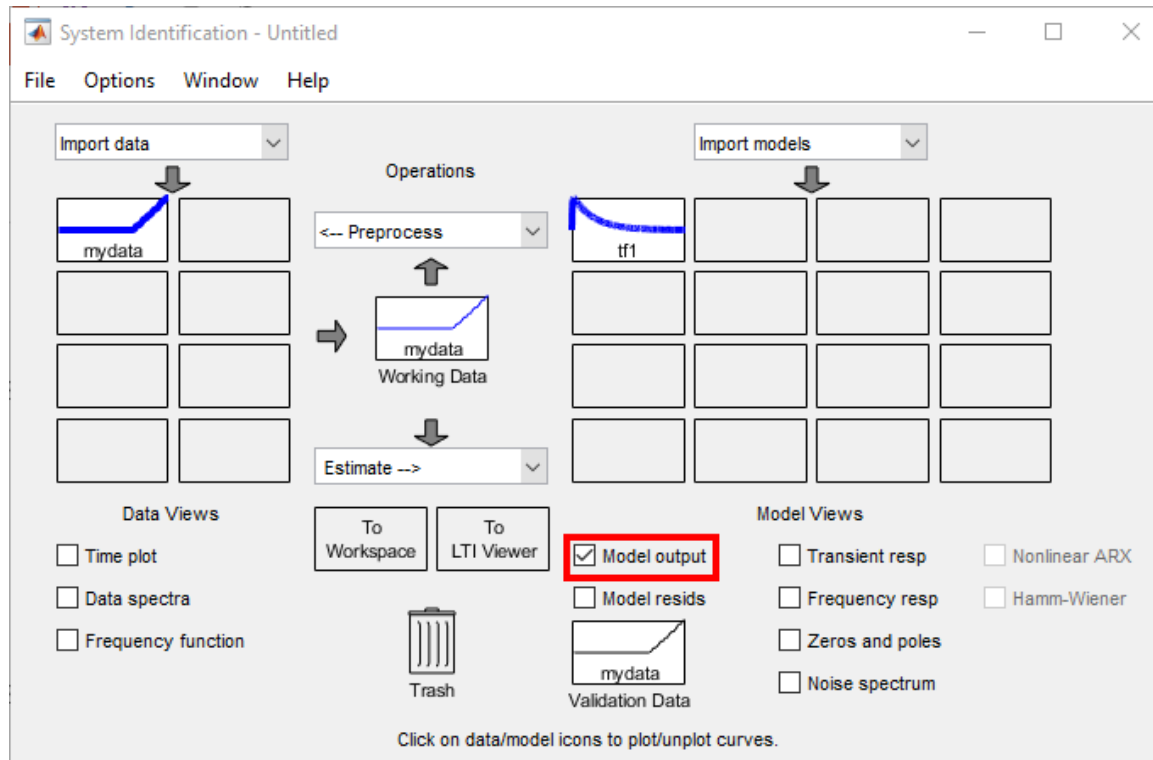 System Identification - Untitled
File Options Window Help
Import data
Import models
Operations
<-- Preprocess
mydata
tf1
mydata
Working Data
Estimate -->
Data Views
To Workspace
To LTI Viewer
Model Views
Time plot
Data spectra
Frequency function
Trash
Model output
Model resids
mydata
Validation Data
Transient resp
Frequency resp
Zeros and poles
Noise spectrum
Nonlinear ARX
Hamm-Wiener
Click on data/model icons to plot/unplot curves.